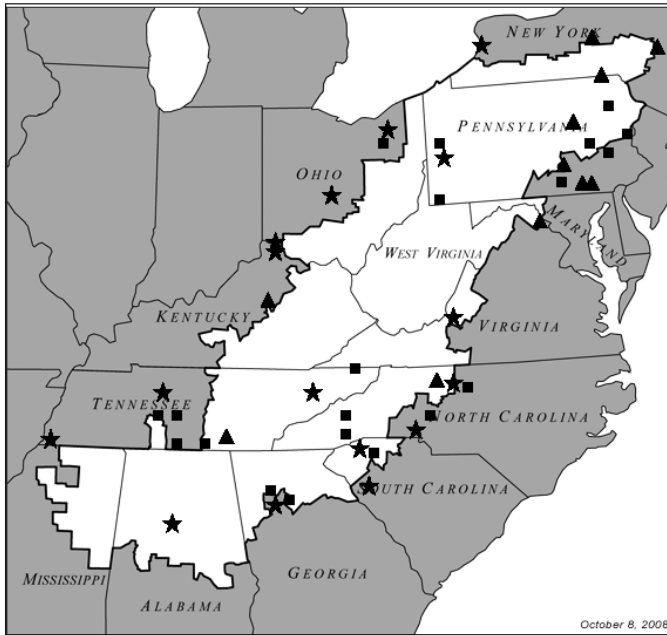 NEW YORK
PENNSYLVANIA
OHIO
MARYLAND
WEST VIRGINIA
KENTUCKY
VIRGINIA
TENNESSEE
NORTH CAROLINA
SOUTH CAROLINA
MISSISSIPPI
GEORGIA
ALABAMA
October 8, 2008